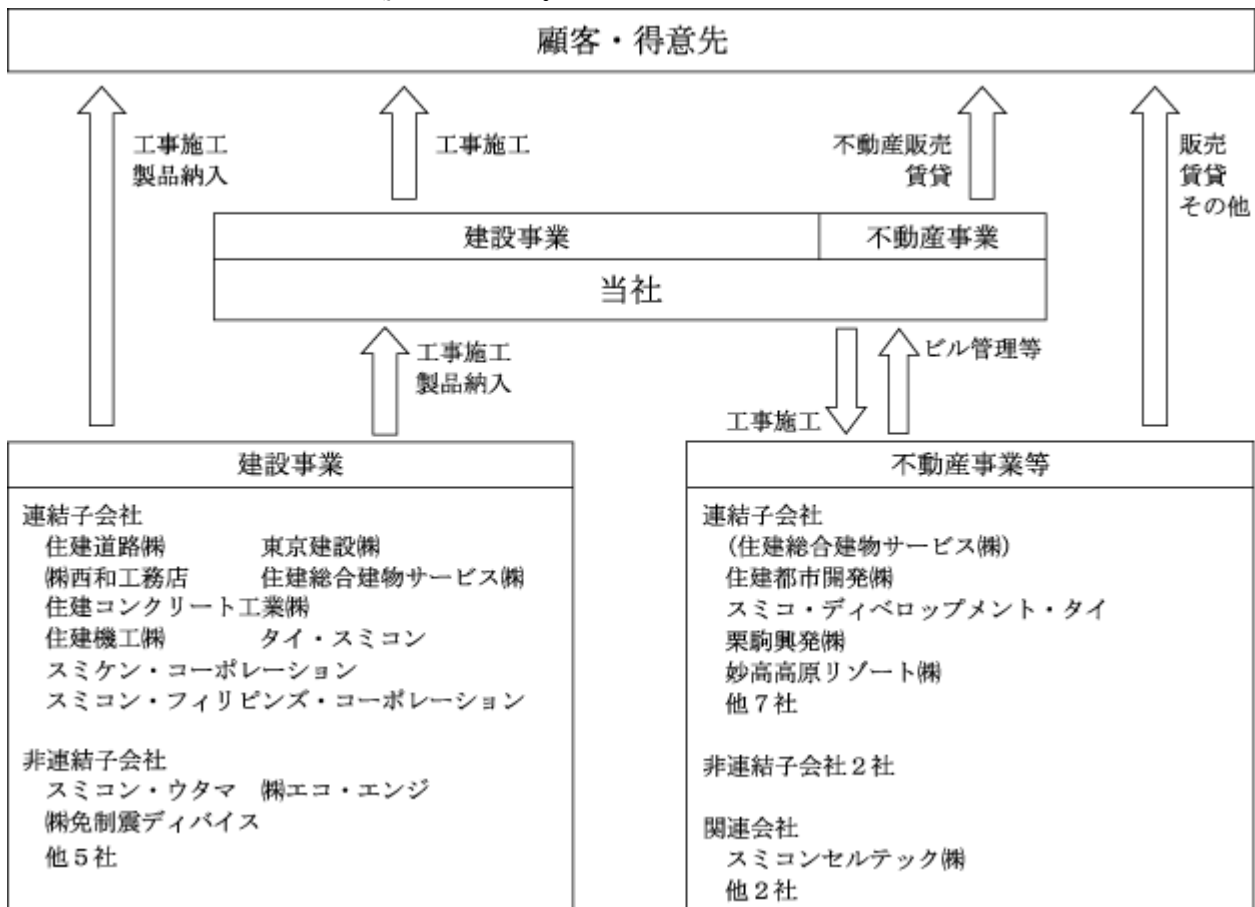 顧客・得意先
工事施工
製品納入
工事施工
不動産販売
賃貸
販売
賃貸
その他
建設事業
不動産事業
当社
工事施工
製品納入
工事施工
ビル管理等
建設事業
連結子会社
住建道路㈱ 東京建設㈱
㈱西和工務店 住建総合建物サービス㈱
住建コンクリート工業㈱
住建機工㈱ タイ・スミコン
スミケン・コーポレーション
スミコン・フィリピンズ・コーポレーション
非連結子会社
スミコン・ウタマ ㈱エコ・エンジ
㈱免制震ディバイス
他5社
不動産事業等
連結子会社
(住建総合建物サービス㈱)
住建都市開発㈱
スミコ・ディベロップメント・タイ
栗駒興発㈱
妙高高原リゾート㈱
他7社
非連結子会社2社
関連会社
スミコンセルテック㈱
他2社